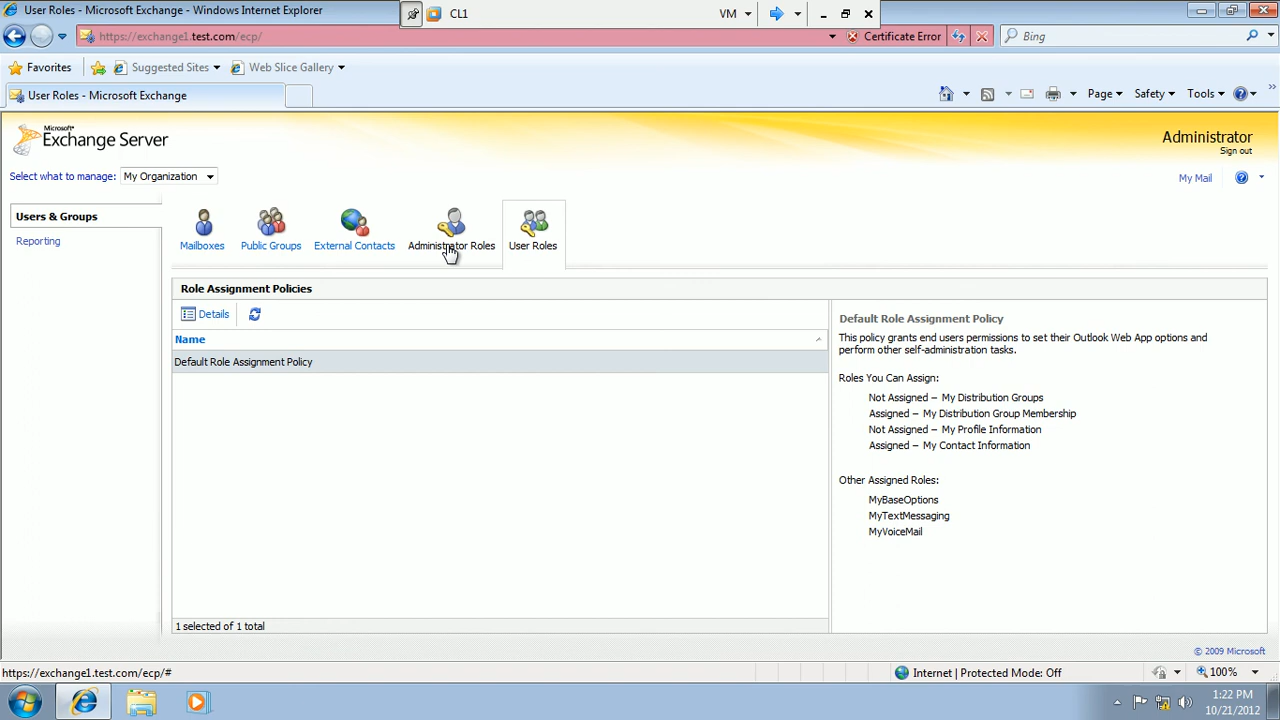 User Roles - Microsoft Exchange - Windows Internet Explorer
CL1
VM
https://exchange1.test.com/ecp/
Certificate Error
Bing
Favorites
Suggested Sites
Web Slice Gallery
User Roles - Microsoft Exchange
Page
Safety
Tools
Microsoft
Exchange Server
Administrator
Sign out
Select what to manage:
My Organization
My Mail
Users & Groups
Reporting
Mailboxes
Public Groups
External Contacts
Administrator Roles
User Roles
Role Assignment Policies
Details
Name
Default Role Assignment Policy
1 selected of 1 total
Default Role Assignment Policy
This policy grants end users permissions to set their Outlook Web App options and
perform other self-administration tasks.
Roles You Can Assign:
Not Assigned – My Distribution Groups
Assigned – My Distribution Group Membership
Not Assigned – My Profile Information
Assigned – My Contact Information
Other Assigned Roles:
MyBaseOptions
MyTextMessaging
MyVoiceMail
© 2009 Microsoft
https://exchange1.test.com/ecp/#
Internet | Protected Mode: Off
100%
1:22 PM
10/21/2012